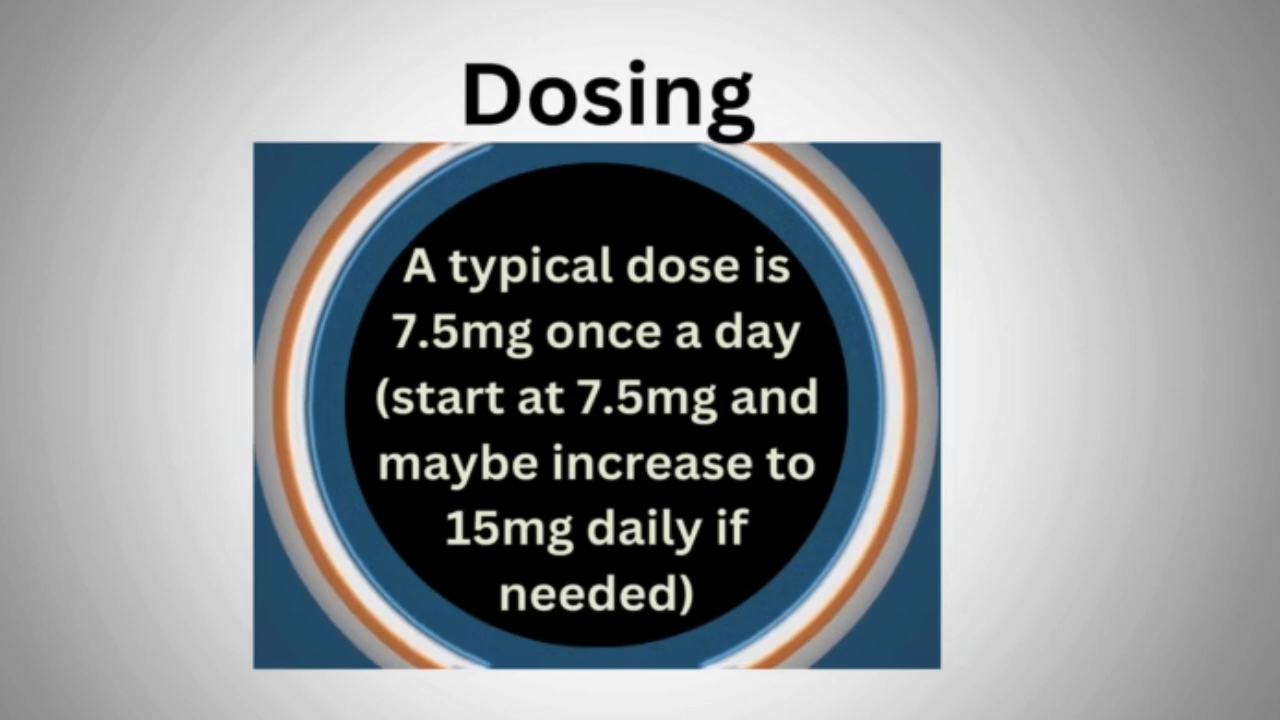 Dosing
A typical dose is
7.5mg once a day
(start at 7.5mg and
maybe increase to
15mg daily if
needed)